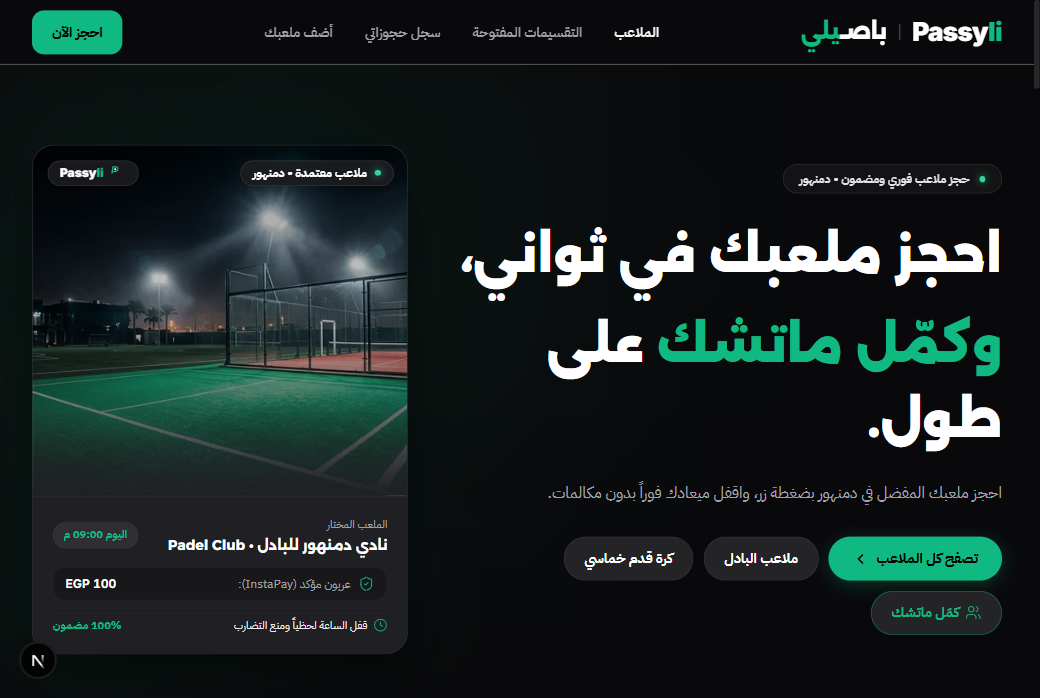 Passyli | باصيلي
الملاعب
التقسيمات المفتوحة
سجل حجوزاتي
أضف ملعبك
احجز الآن
حجز ملاعب فوري ومضمون • دمنهور
احجز ملعبك في ثواني،
وكمّل ماتشك على
طول.
احجز ملعبك المفضل في دمنهور بضغطة زر، واقفل ميعادك فوراً بدون مكالمات.
تصفح كل الملاعب
ملاعب البادل
كرة قدم خماسي
كمّل ماتشك
ملاعب معتمدة • دمنهور
Passyli
الملعب المختار
نادي دمنهور للبادل • Padel Club
اليوم 09:00 م
عربون مؤكد (InstaPay):
100 EGP
قفل الساعة لحظياً ومنع التضارب
100% مضمون
N